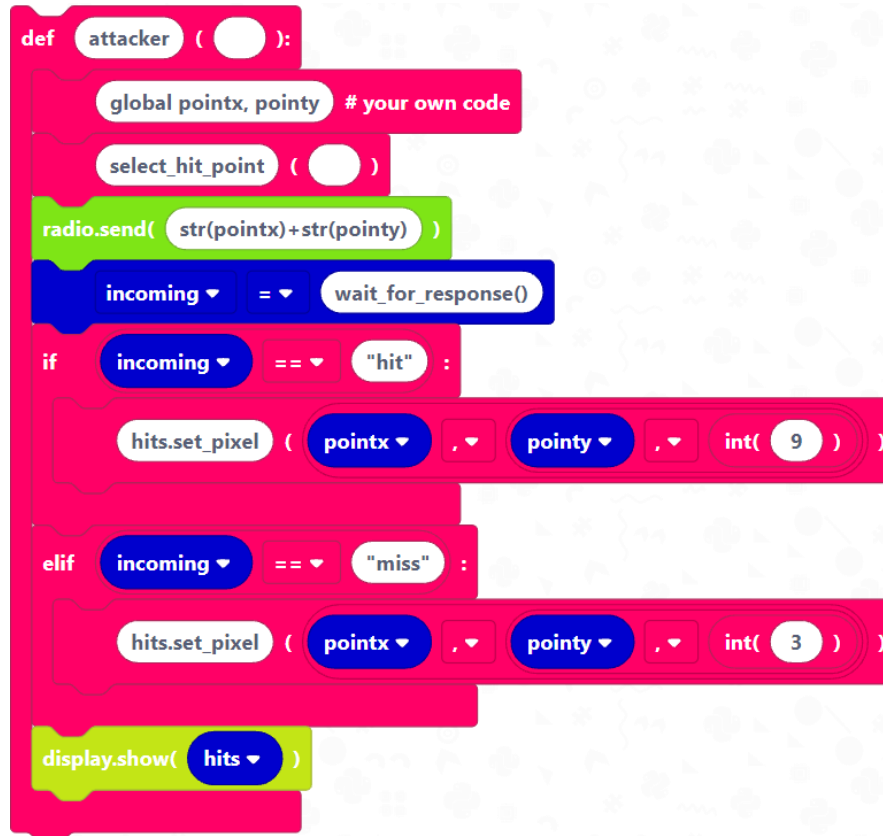 def attacker ( ):
global pointx, pointy # your own code
select_hit_point ( )
radio.send( str(pointx)+str(pointy) )
incoming = wait_for_response()
if incoming == "hit" :
hits.set_pixel ( pointx , pointy , int( 9 ) )
elif incoming == "miss" :
hits.set_pixel ( pointx , pointy , int( 3 ) )
display.show( hits )